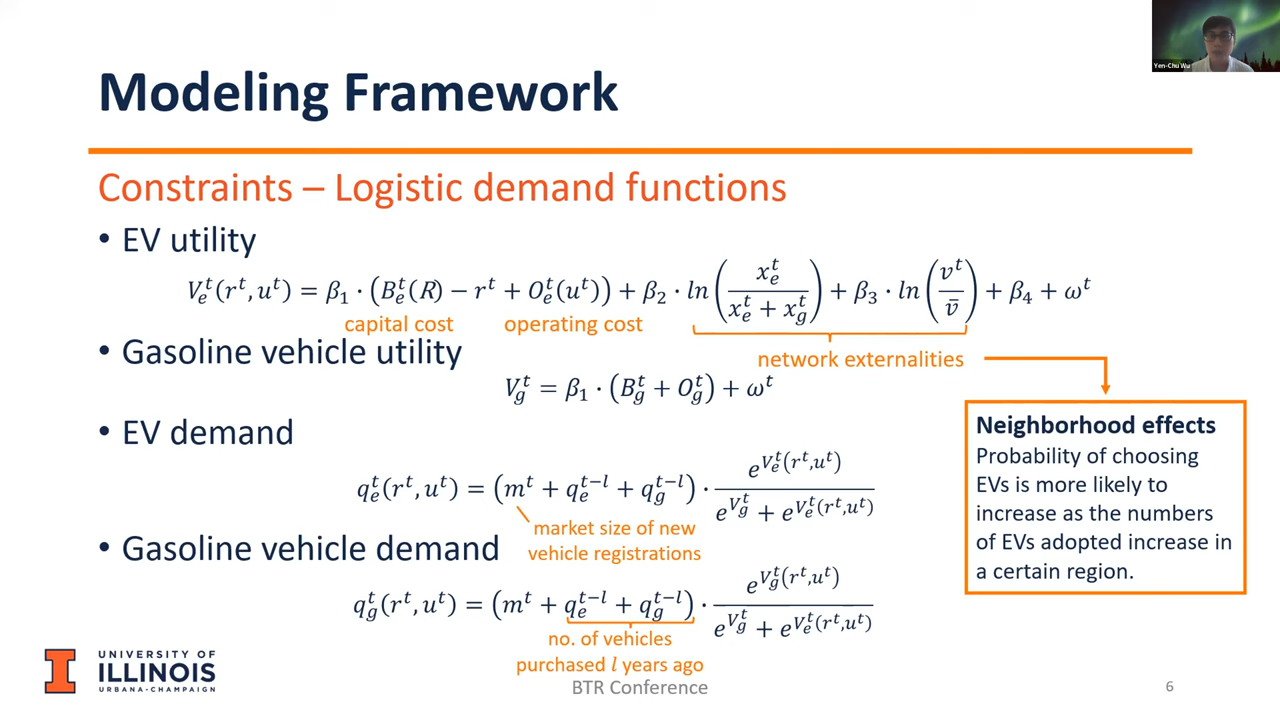 Yen-Chu Wu
Modeling Framework
Constraints – Logistic demand functions
• EV utility
V_e^t(r^t, u^t) = β_1 · (B_e^t(R) − r^t + O_e^t(u^t)) + β_2 · ln(x_e^t / (x_e^t + x_g^t)) + β_3 · ln(v^t / v̄) + β_4 + ω^t
capital cost operating cost
network externalities
• Gasoline vehicle utility
V_g^t = β_1 · (B_g^t + O_g^t) + ω^t
Neighborhood effects
Probability of choosing
EVs is more likely to
increase as the numbers
of EVs adopted increase in
a certain region.
• EV demand
q_e^t(r^t, u^t) = (m^t + q_e^{t−l} + q_g^{t−l}) · e^{V_e^t(r^t,u^t)} / (e^{V_g^t} + e^{V_e^t(r^t,u^t)})
market size of new
vehicle registrations
• Gasoline vehicle demand
q_g^t(r^t, u^t) = (m^t + q_e^{t−l} + q_g^{t−l}) · e^{V_g^t(r^t,u^t)} / (e^{V_g^t} + e^{V_e^t(r^t,u^t)})
no. of vehicles
purchased l years ago
I UNIVERSITY OF
ILLINOIS
URBANA-CHAMPAIGN
BTR Conference
6